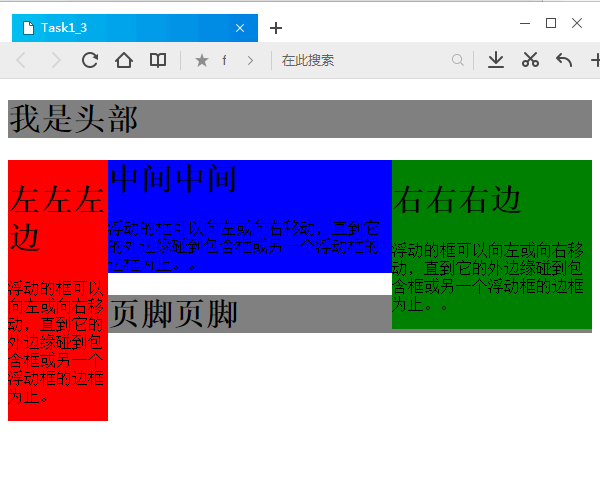 Task1_3
f
在此搜索
我是头部
左左左
边
浮动的框可以
向左或向右移
动，直到它的
外边缘碰到包
含框或另一个
浮动框的边框
为止。
中间中间
浮动的框可以向左或向右移动，直到它
的外边缘碰到包含框或另一个浮动框的
边框为止。。
右右右边
浮动的框可以向左或向右移
动，直到它的外边缘碰到包
含框或另一个浮动框的边框
为止。。
页脚页脚